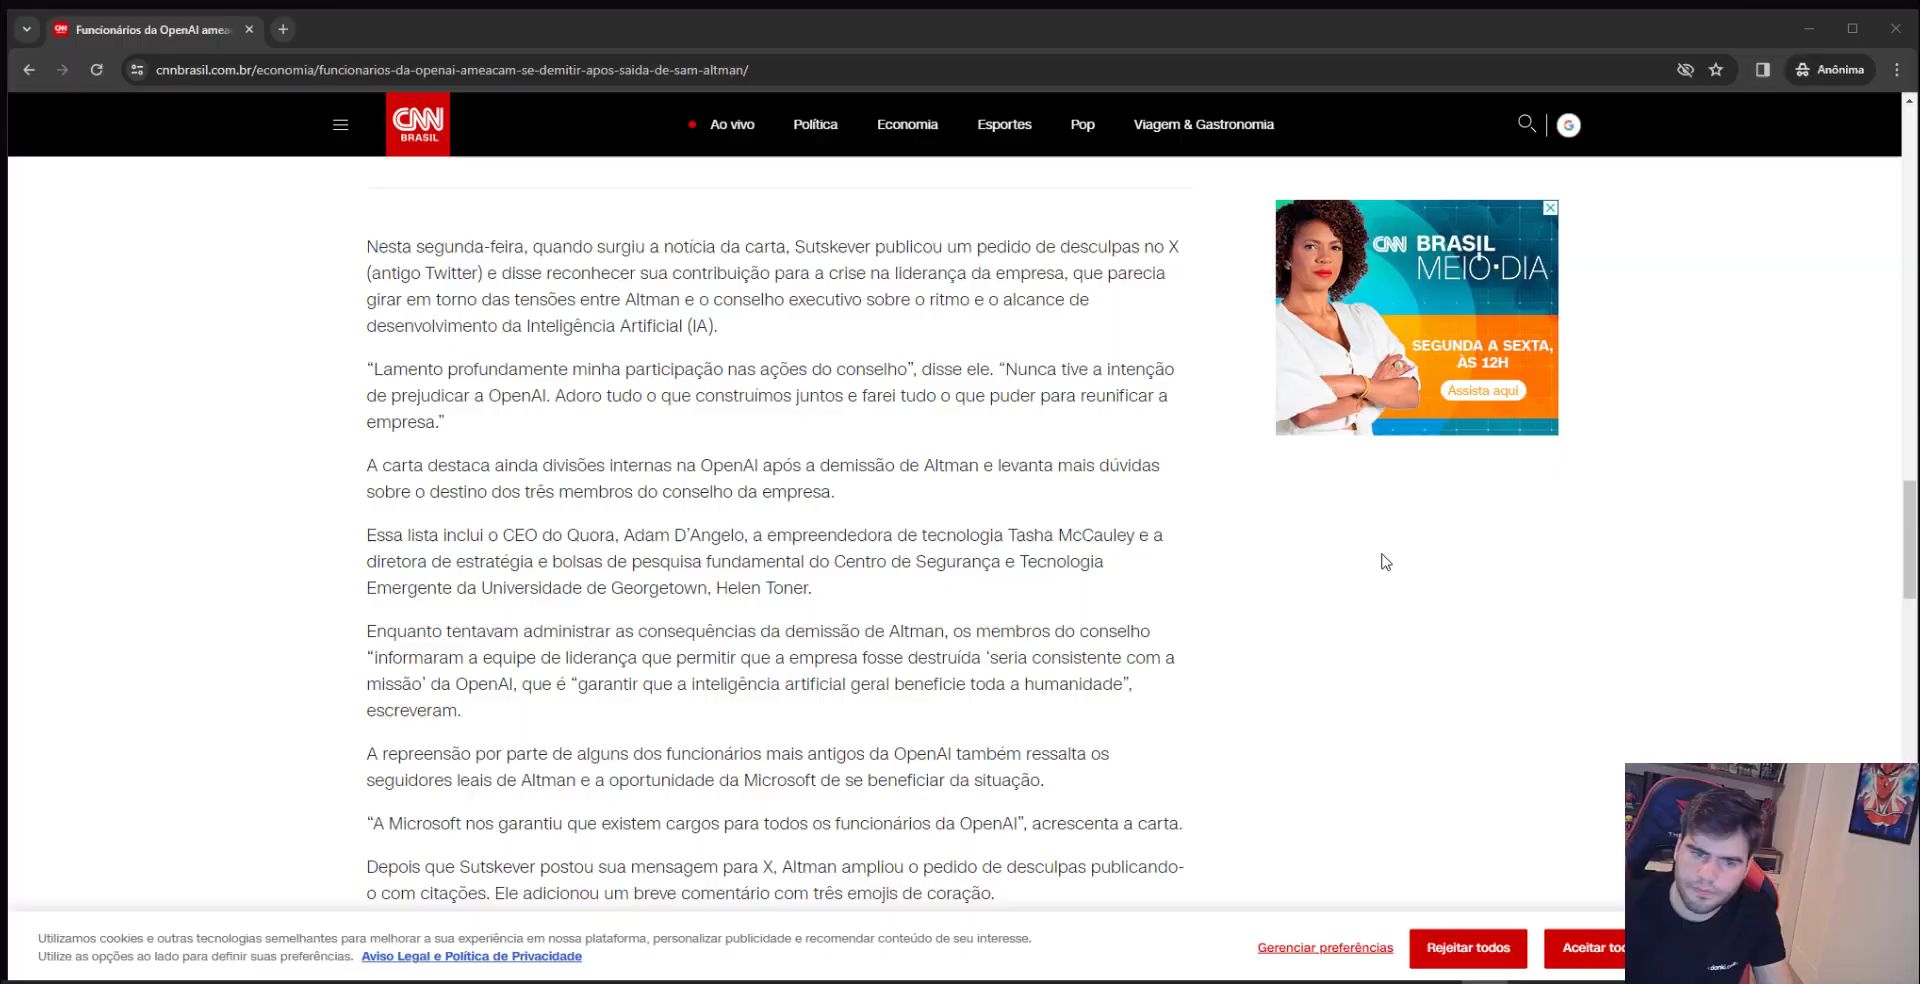 Funcionários da OpenAI amea
cnnbrasil.com.br/economia/funcionarios-da-openai-ameacam-se-demitir-apos-saida-de-sam-altman/
Anônima
CNN
BRASIL
Ao vivo
Política
Economia
Esportes
Pop
Viagem & Gastronomia
Nesta segunda-feira, quando surgiu a notícia da carta, Sutskever publicou um pedido de desculpas no X
(antigo Twitter) e disse reconhecer sua contribuição para a crise na liderança da empresa, que parecia
girar em torno das tensões entre Altman e o conselho executivo sobre o ritmo e o alcance de
desenvolvimento da Inteligência Artificial (IA).
“Lamento profundamente minha participação nas ações do conselho”, disse ele. “Nunca tive a intenção
de prejudicar a OpenAI. Adoro tudo o que construímos juntos e farei tudo o que puder para reunificar a
empresa.”
A carta destaca ainda divisões internas na OpenAI após a demissão de Altman e levanta mais dúvidas
sobre o destino dos três membros do conselho da empresa.
Essa lista inclui o CEO do Quora, Adam D’Angelo, a empreendedora de tecnologia Tasha McCauley e a
diretora de estratégia e bolsas de pesquisa fundamental do Centro de Segurança e Tecnologia
Emergente da Universidade de Georgetown, Helen Toner.
Enquanto tentavam administrar as consequências da demissão de Altman, os membros do conselho
“informaram a equipe de liderança que permitir que a empresa fosse destruída ‘seria consistente com a
missão’ da OpenAI, que é “garantir que a inteligência artificial geral beneficie toda a humanidade”,
escreveram.
A repreensão por parte de alguns dos funcionários mais antigos da OpenAI também ressalta os
seguidores leais de Altman e a oportunidade da Microsoft de se beneficiar da situação.
“A Microsoft nos garantiu que existem cargos para todos os funcionários da OpenAI”, acrescenta a carta.
Depois que Sutskever postou sua mensagem para X, Altman ampliou o pedido de desculpas publicando-
o com citações. Ele adicionou um breve comentário com três emojis de coração.
CNN BRASIL
MEIO•DIA
SEGUNDA A SEXTA,
ÀS 12H
Assista aqui
Utilizamos cookies e outras tecnologias semelhantes para melhorar a sua experiência em nossa plataforma, personalizar publicidade e recomendar conteúdo de seu interesse.
Utilize as opções ao lado para definir suas preferências. Aviso Legal e Política de Privacidade
Gerenciar preferências
Rejeitar todos
Aceitar to